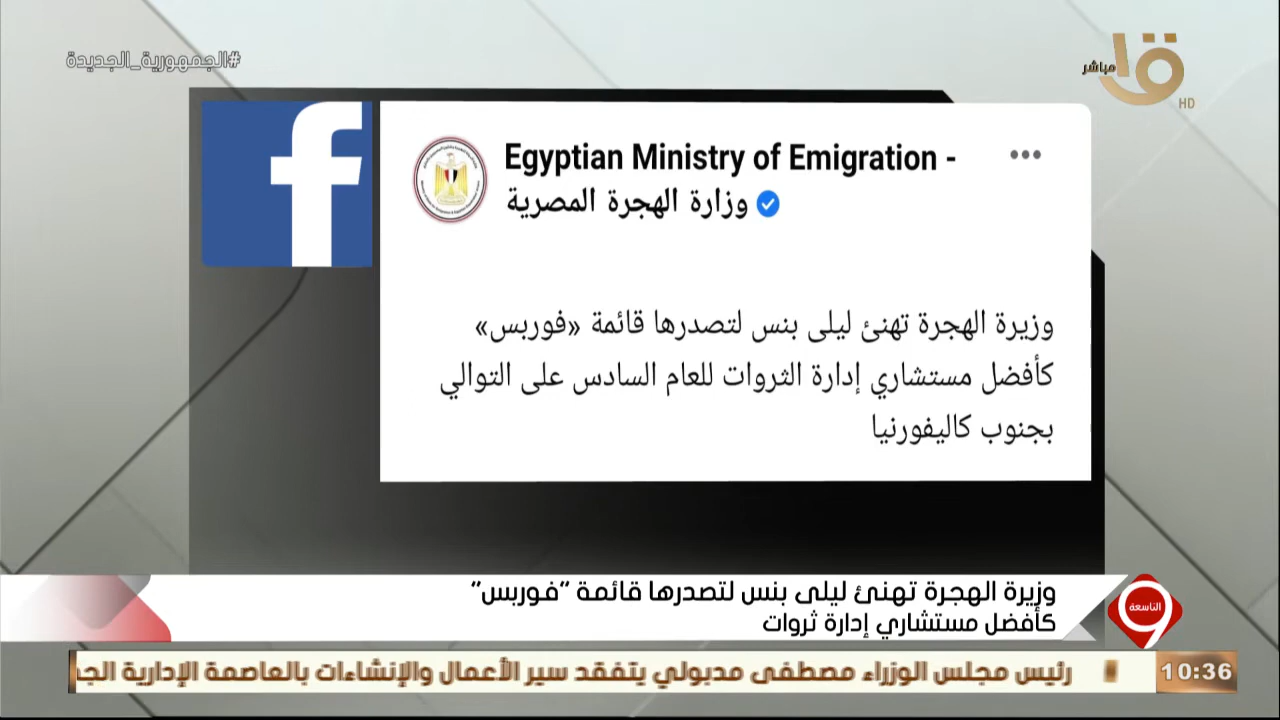 #الجمهورية_الجديدة
مباشر
HD
Egyptian Ministry of Emigration -
وزارة الهجرة المصرية
وزيرة الهجرة تهنئ ليلى بنس لتصدرها قائمة «فوربس»
كأفضل مستشاري إدارة الثروات للعام السادس على التوالي
بجنوب كاليفورنيا
وزيرة الهجرة تهنئ ليلى بنس لتصدرها قائمة "فوربس"
كأفضل مستشاري إدارة ثروات
التاسعة
9
10:36
رئيس مجلس الوزراء مصطفى مدبولي يتفقد سير الأعمال والإنشاءات بالعاصمة الإدارية الجد